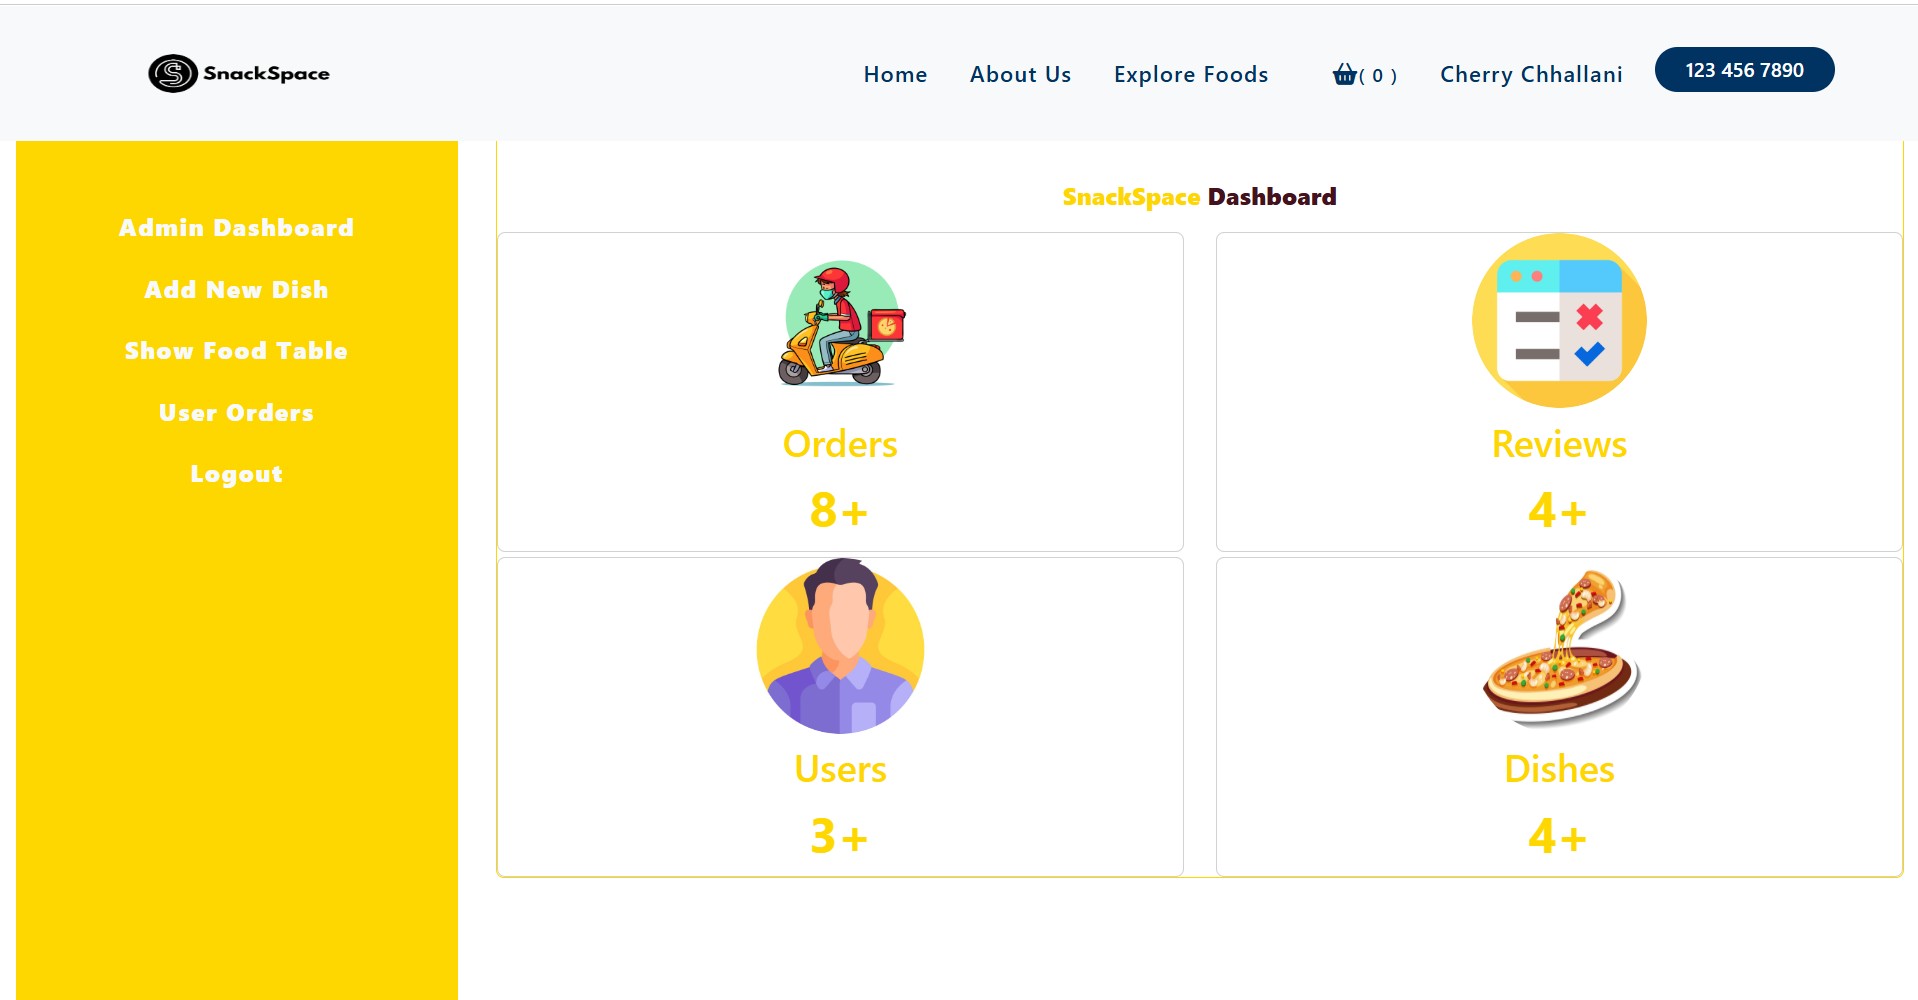 SnackSpace
Home About Us Explore Foods ( 0 ) Cherry Chhallani 123 456 7890
Admin Dashboard
Add New Dish
Show Food Table
User Orders
Logout
SnackSpace Dashboard
Orders
8+
Reviews
4+
Users
3+
Dishes
4+